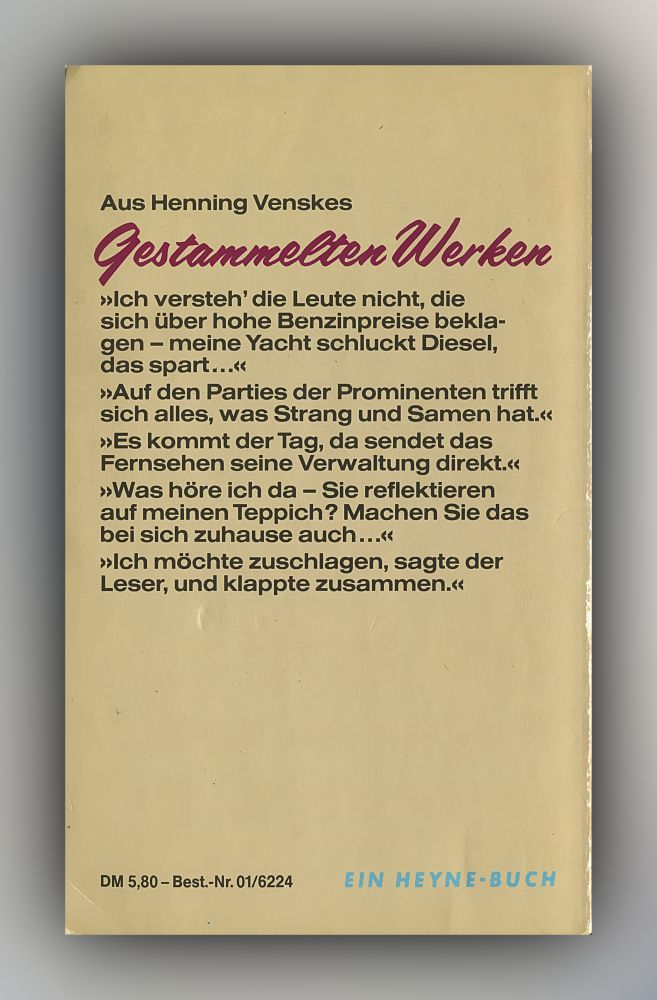 Aus Henning Venskes
Gestammelten Werken
»Ich versteh' die Leute nicht, die
sich über hohe Benzinpreise bekla-
gen – meine Yacht schluckt Diesel,
das spart...«
»Auf den Parties der Prominenten trifft
sich alles, was Strang und Samen hat.«
»Es kommt der Tag, da sendet das
Fernsehen seine Verwaltung direkt.«
»Was höre ich da – Sie reflektieren
auf meinen Teppich? Machen Sie das
bei sich zuhause auch...«
»Ich möchte zuschlagen, sagte der
Leser, und klappte zusammen.«
DM 5,80 – Best.-Nr. 01/6224 EIN HEYNE-BUCH